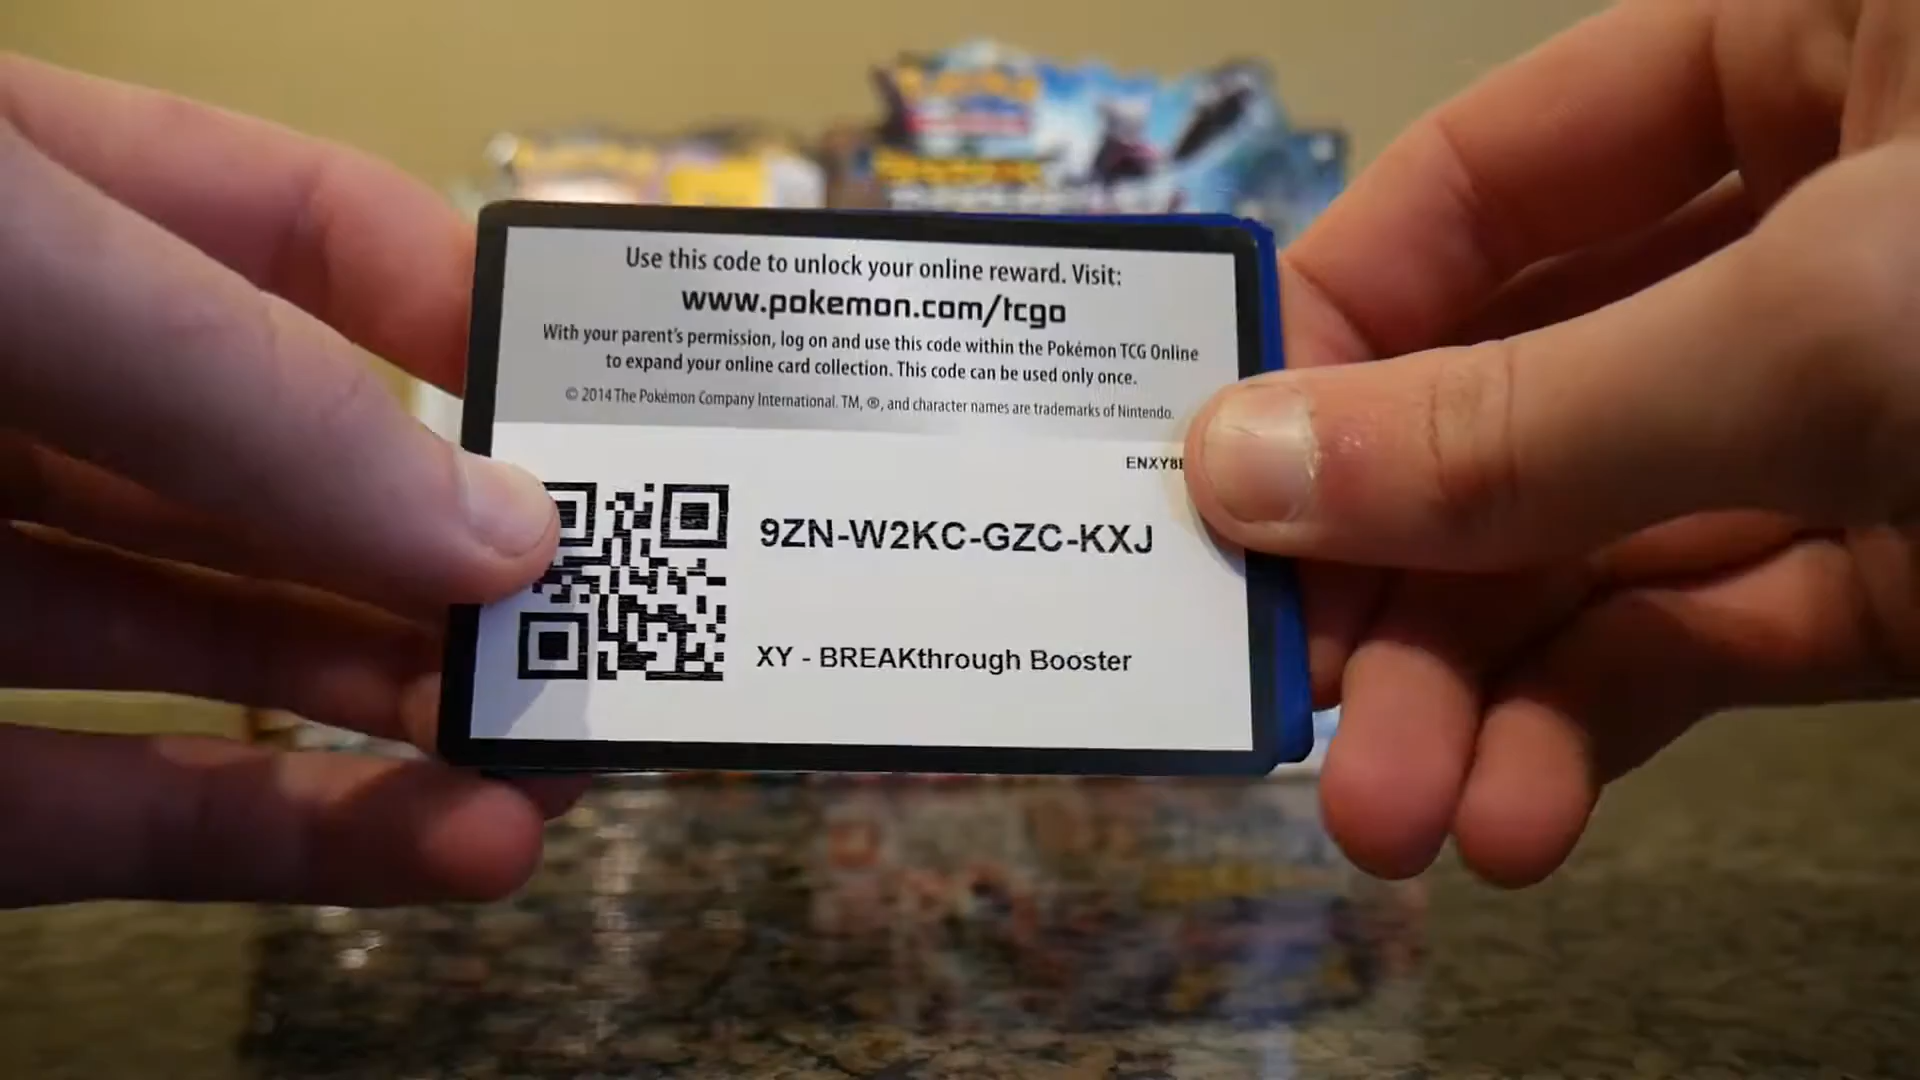 Use this code to unlock your online reward. Visit:
www.pokemon.com/tcgo
With your parent's permission, log on and use this code within the Pokémon TCG Online
to expand your online card collection. This code can be used only once.
© 2014 The Pokémon Company International. TM, ®, and character names are trademarks of Nintendo.
ENXY8
9ZN-W2KC-GZC-KXJ
XY - BREAKthrough Booster